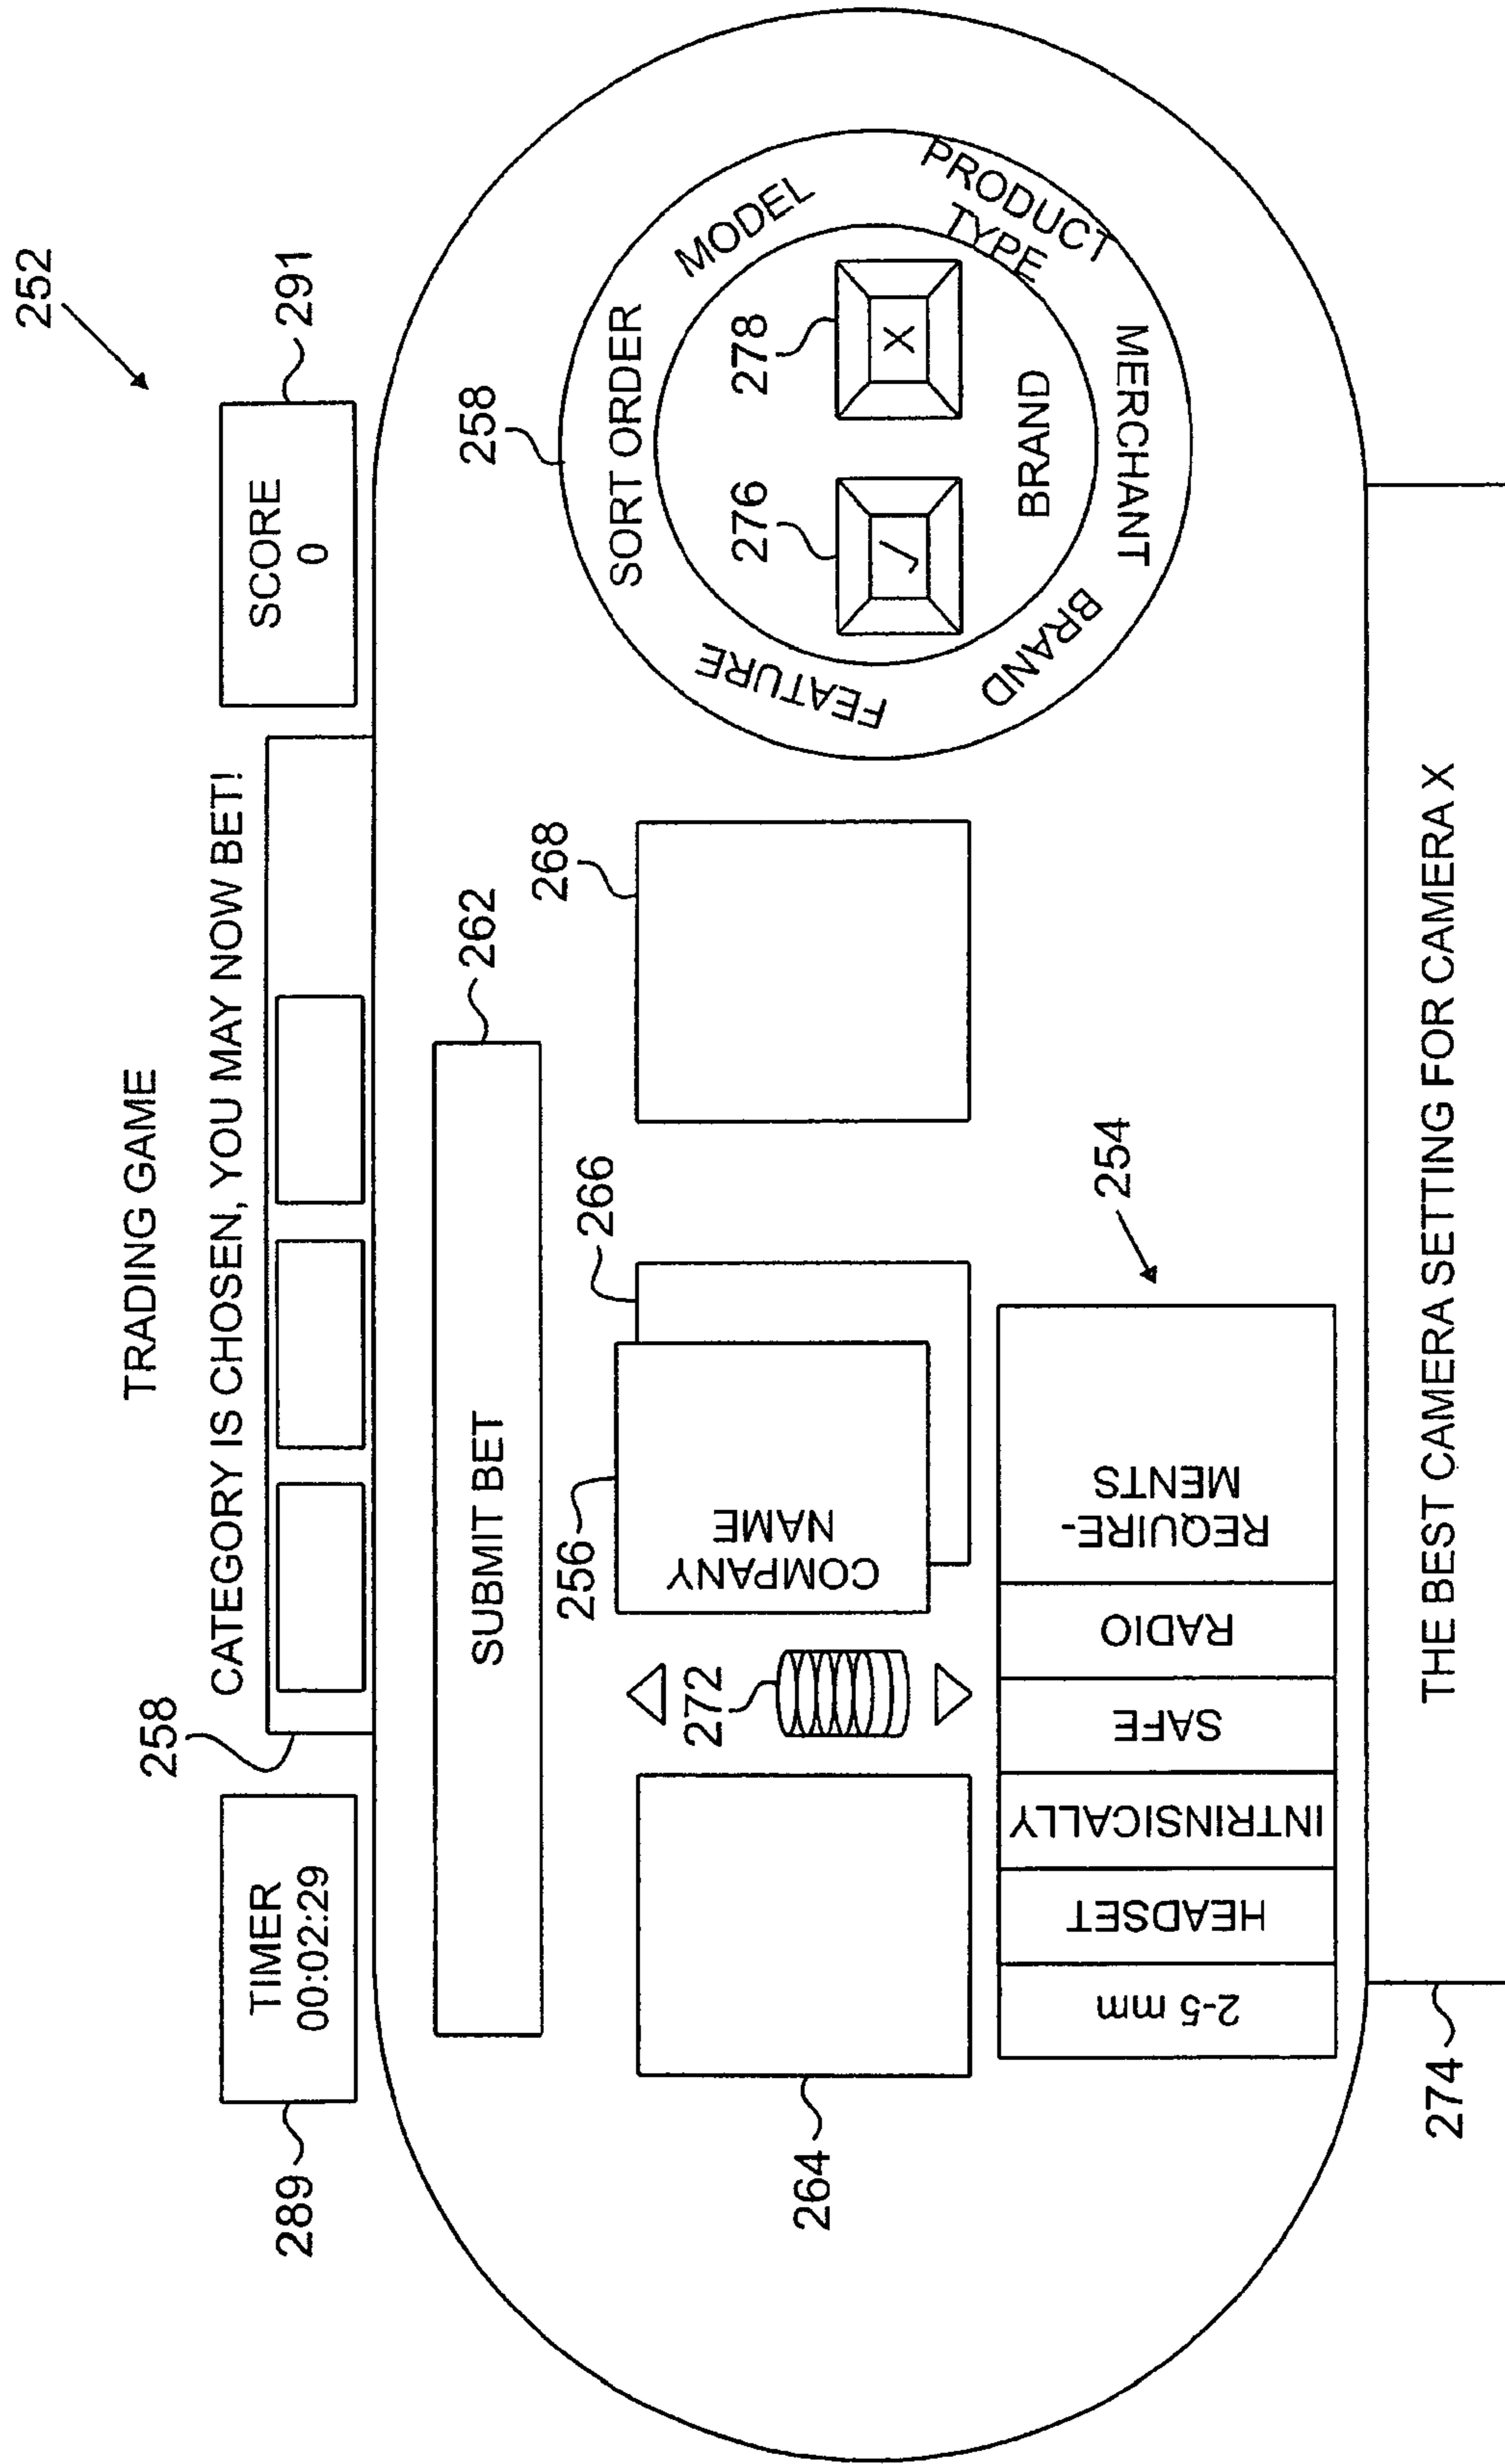 252
TRADING GAME
CATEGORY IS CHOSEN, YOU MAY NOW BET!
289
TIMER
00:02:29
258
SCORE
0
291
SUBMIT BET
262
264
272
256
COMPANY
NAME
266
268
258
SORT ORDER
MODEL
PRODUCT
TYPE
MERCHANT
BRAND
FEATURE
276
√
278
X
BRAND
254
2-5 mm
HEADSET
INTRINSICALLY
SAFE
RADIO
REQUIRE-
MENTS
274
THE BEST CAMERA SETTING FOR CAMERA X